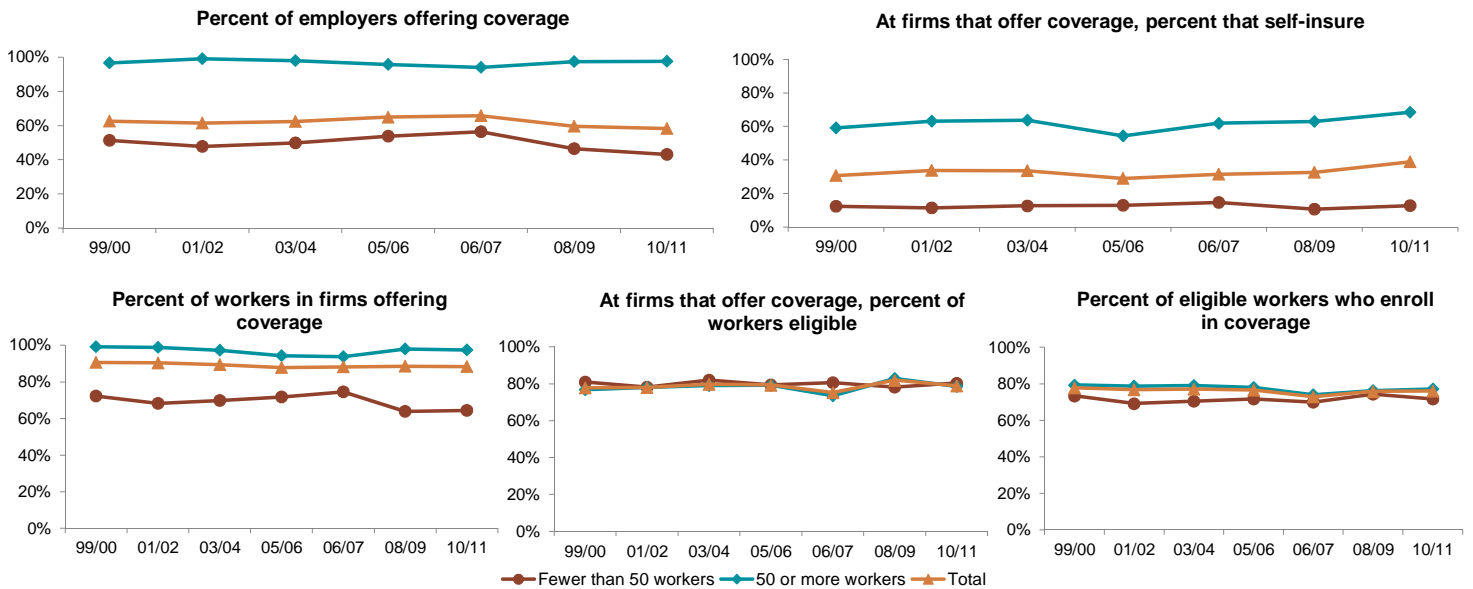 Percent of employers offering coverage
100%
80%
60%
40%
20%
0%
99/00 01/02 03/04 05/06 06/07 08/09 10/11
At firms that offer coverage, percent that self-insure
100%
80%
60%
40%
20%
0%
99/00 01/02 03/04 05/06 06/07 08/09 10/11
Percent of workers in firms offering
coverage
100%
80%
60%
40%
20%
0%
99/00 01/02 03/04 05/06 06/07 08/09 10/11
At firms that offer coverage, percent of
workers eligible
100%
80%
60%
40%
20%
0%
99/00 01/02 03/04 05/06 06/07 08/09 10/11
Percent of eligible workers who enroll
in coverage
100%
80%
60%
40%
20%
0%
99/00 01/02 03/04 05/06 06/07 08/09 10/11
Fewer than 50 workers 50 or more workers Total